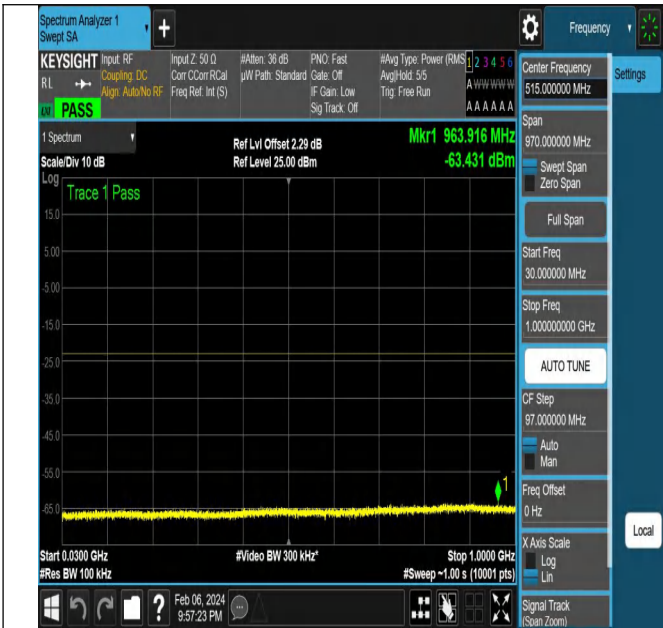 Spectrum Analyzer 1
Swept SA
+
Frequency
KEYSIGHT
RL
PASS
Input: RF
Coupling: DC
Align: Auto/No RF
Input Z: 50 Ω
Corr CCorr RCal
Freq Ref: Int (S)
#Atten: 36 dB
µW Path: Standard
PNO: Fast
Gate: Off
IF Gain: Low
Sig Track: Off
#Avg Type: Power (RMS
Avg|Hold: 5/5
Trig: Free Run
1 2 3 4 5 6
A W W W W W
A A A A A A
1 Spectrum
Scale/Div 10 dB
Log
Ref Lvl Offset 2.29 dB
Ref Level 25.00 dBm
Mkr1 963.916 MHz
-63.431 dBm
Trace 1 Pass
15.0
5.00
-5.00
-15.0
-25.0
-35.0
-45.0
-55.0
-65.0
1
Start 0.0300 GHz
#Res BW 100 kHz
#Video BW 300 kHz*
Stop 1.0000 GHz
#Sweep ~1.00 s (10001 pts)
Feb 06, 2024
9:57:23 PM
Center Frequency
515.000000 MHz
Span
970.000000 MHz
Swept Span
Zero Span
Full Span
Start Freq
30.000000 MHz
Stop Freq
1.000000000 GHz
AUTO TUNE
CF Step
97.000000 MHz
Auto
Man
Freq Offset
0 Hz
X Axis Scale
Log
Lin
Signal Track
(Span Zoom)
Settings
Local